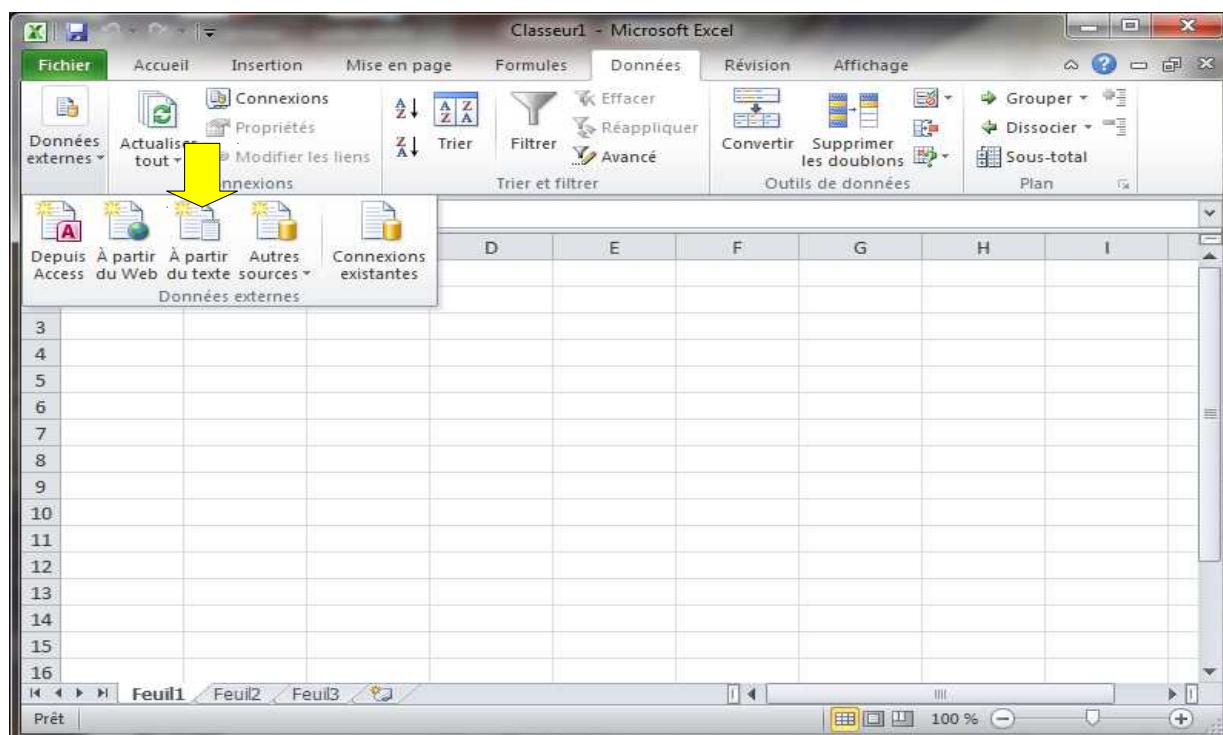 Classeur1 - Microsoft Excel
Fichier Accueil Insertion Mise en page Formules Données Révision Affichage
Données externes
Actualiser tout
Connexions
Propriétés
Modifier les liens
nnexions
A Z
Z A
A Z
Z A
Trier
Filtrer
Effacer
Réappliquer
Avancé
Trier et filtrer
Convertir
Supprimer
les doublons
Outils de données
Grouper
Dissocier
Sous-total
Plan
Depuis Access
À partir du Web
À partir du texte
Autres sources
Connexions existantes
Données externes
D E F G H I
3
4
5
6
7
8
9
10
11
12
13
14
15
16
Feuil1 Feuil2 Feuil3
Prêt 100 %